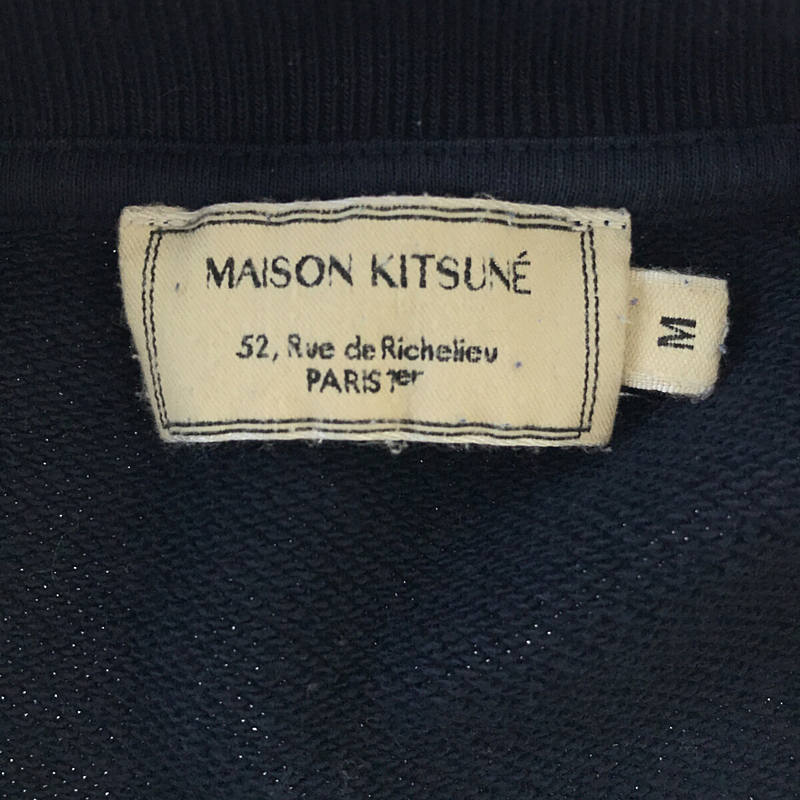 MAISON KITSUNÉ
52, Rue de Richelieu
PARIS 1er
M